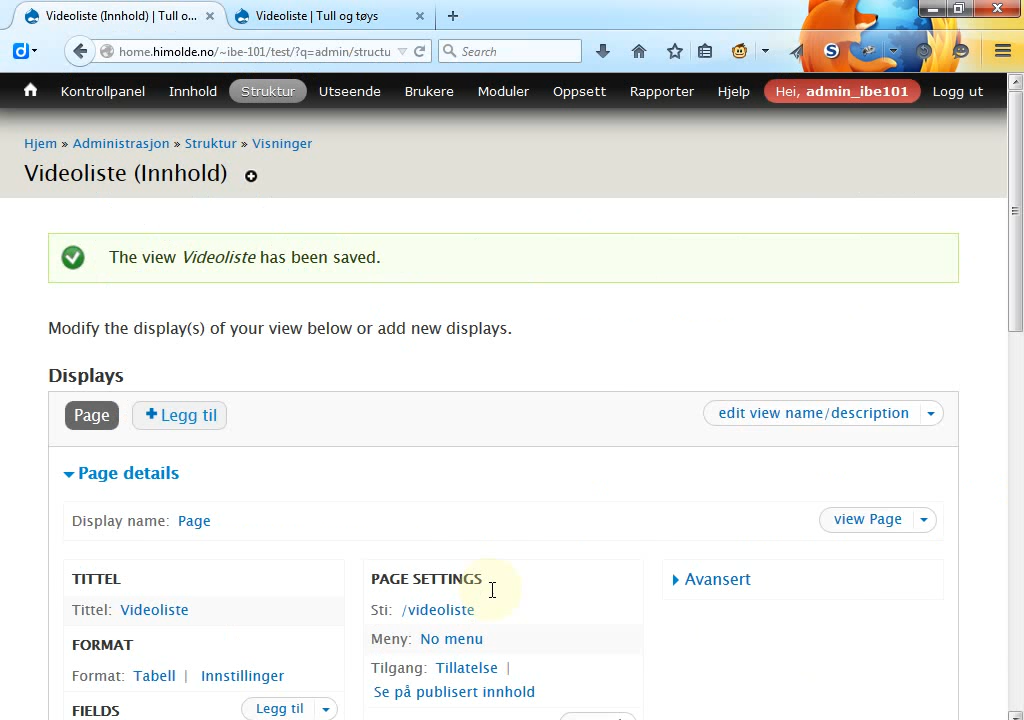 Videoliste (Innhold) | Tull o...
Videoliste | Tull og tøys
home.himolde.no/~ibe-101/test/?q=admin/structu
Search
Kontrollpanel Innhold Struktur Utseende Brukere Moduler Oppsett Rapporter Hjelp Hei, admin_ibe101 Logg ut
Hjem » Administrasjon » Struktur » Visninger
Videoliste (Innhold)
The view Videoliste has been saved.
Modify the display(s) of your view below or add new displays.
Displays
Page Legg til edit view name/description
Page details
Display name: Page view Page
TITTEL
Tittel: Videoliste
FORMAT
Format: Tabell | Innstillinger
FIELDS Legg til
PAGE SETTINGS
Sti: /videoliste
Meny: No menu
Tilgang: Tillatelse |
Se på publisert innhold
Avansert